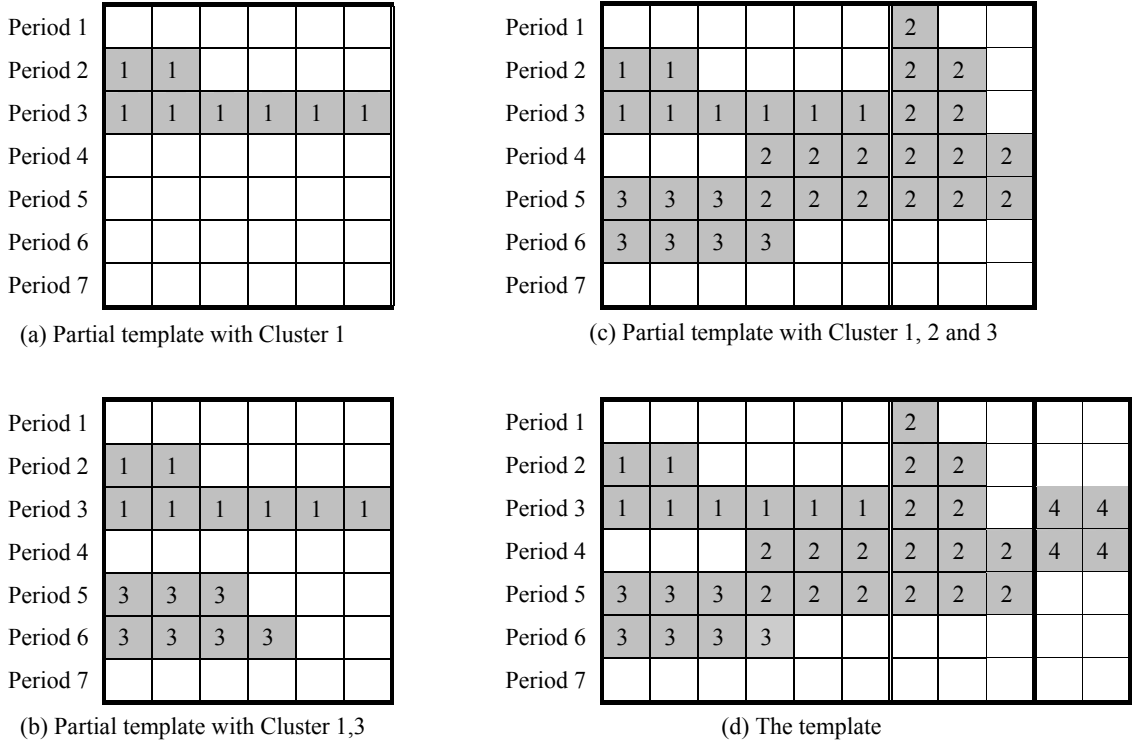 Period 1
Period 2 1 1
Period 3 1 1 1 1 1 1
Period 4
Period 5
Period 6
Period 7
(a) Partial template with Cluster 1
Period 1 2
Period 2 1 1 2 2
Period 3 1 1 1 1 1 1 2 2
Period 4 2 2 2 2 2 2
Period 5 3 3 3 2 2 2 2 2 2
Period 6 3 3 3 3
Period 7
(c) Partial template with Cluster 1, 2 and 3
Period 1
Period 2 1 1
Period 3 1 1 1 1 1 1
Period 4
Period 5 3 3 3
Period 6 3 3 3 3
Period 7
(b) Partial template with Cluster 1,3
Period 1 2
Period 2 1 1 2 2
Period 3 1 1 1 1 1 1 2 2 4 4
Period 4 2 2 2 2 2 2 4 4
Period 5 3 3 3 2 2 2 2 2 2
Period 6 3 3 3 3
Period 7
(d) The template